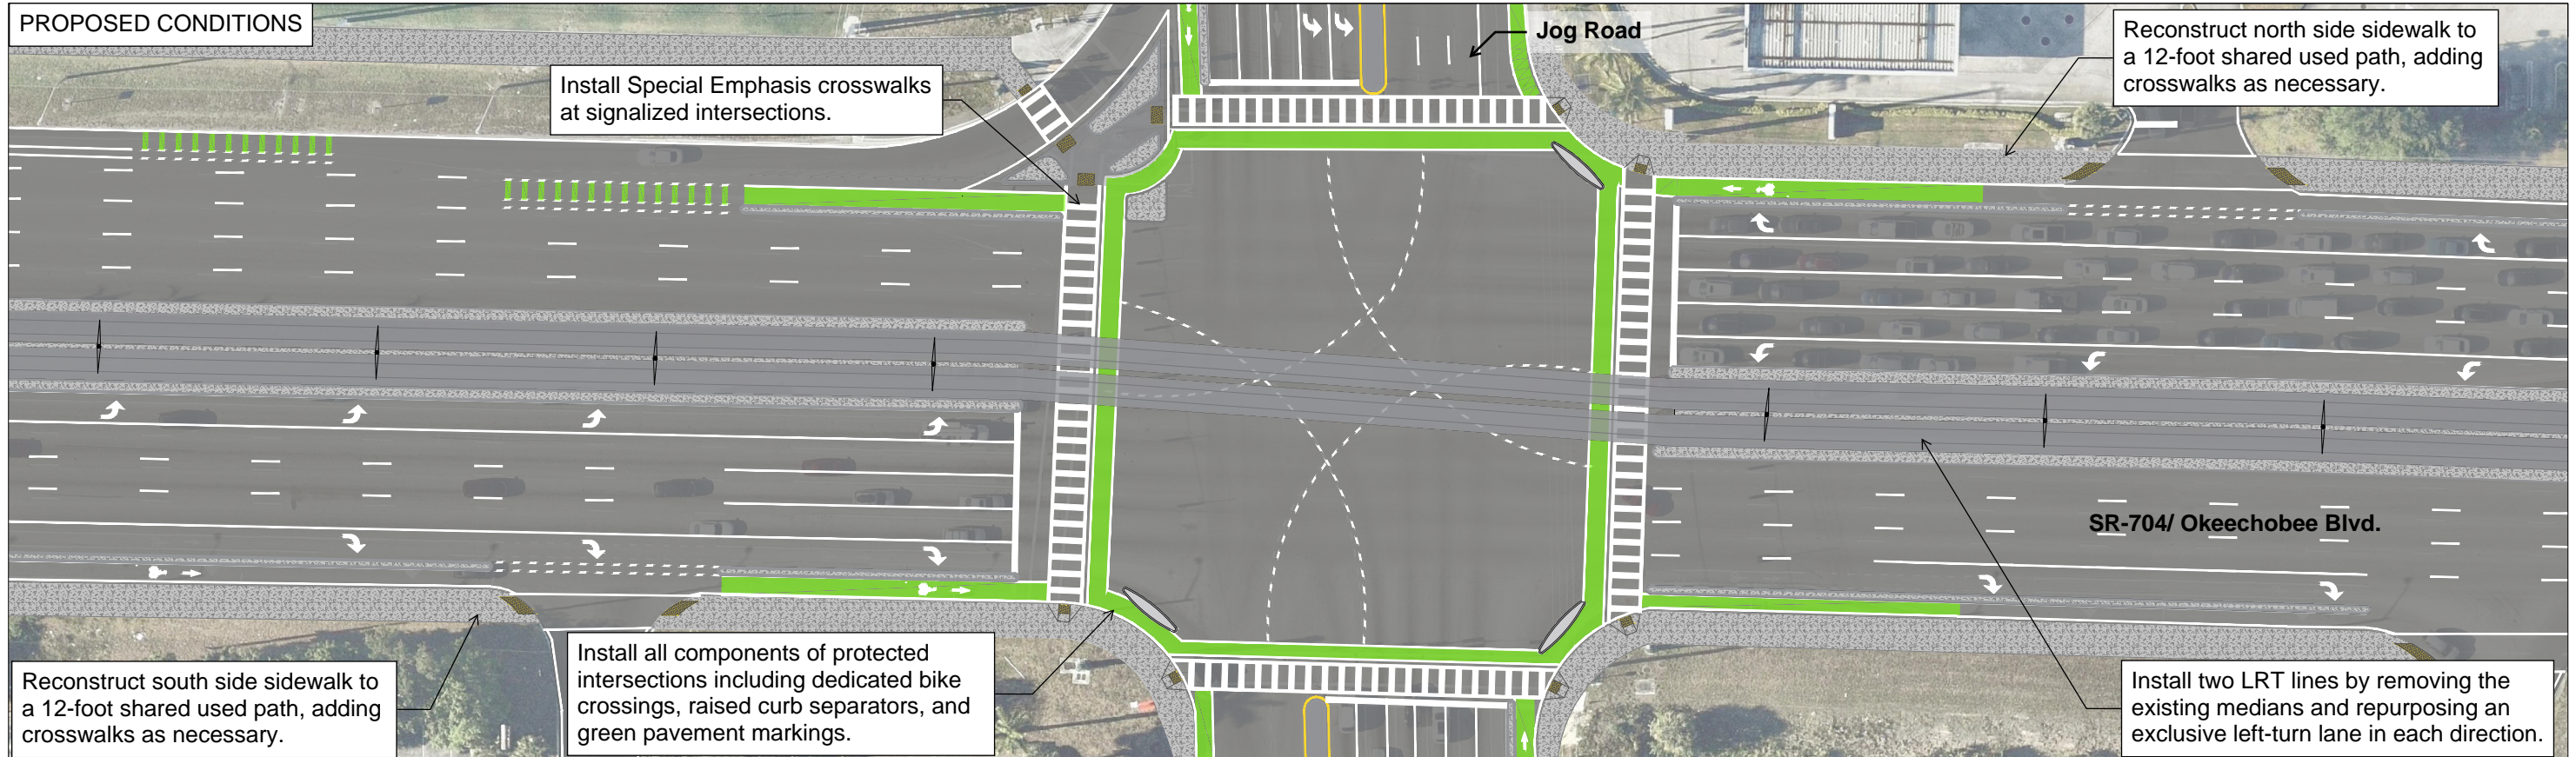 PROPOSED CONDITIONS
Jog Road
Reconstruct north side sidewalk to
a 12-foot shared used path, adding
crosswalks as necessary.
Install Special Emphasis crosswalks
at signalized intersections.
SR-704/ Okeechobee Blvd.
Reconstruct south side sidewalk to
a 12-foot shared used path, adding
crosswalks as necessary.
Install all components of protected
intersections including dedicated bike
crossings, raised curb separators, and
green pavement markings.
Install two LRT lines by removing the
existing medians and repurposing an
exclusive left-turn lane in each direction.